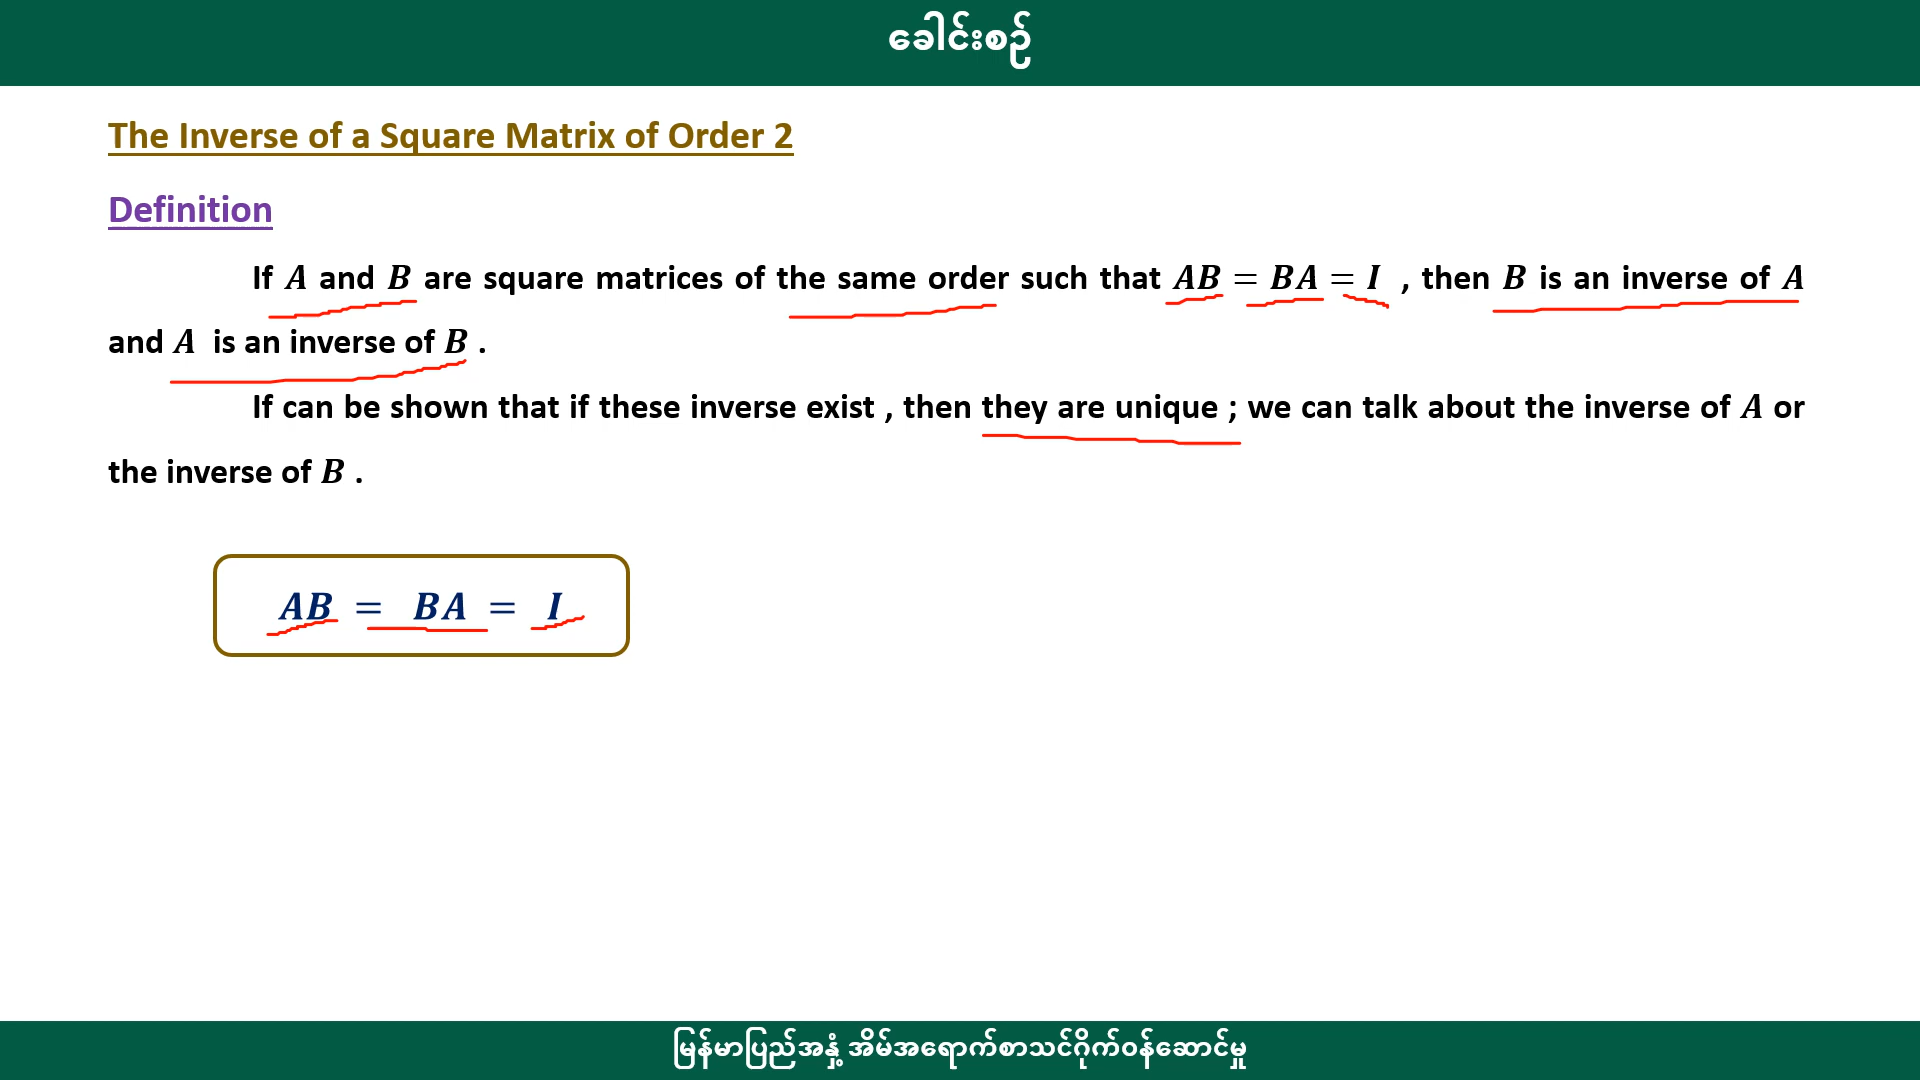 ခေါင်းစဉ်
The Inverse of a Square Matrix of Order 2
Definition
If A and B are square matrices of the same order such that AB = BA = I , then B is an inverse of A
and A is an inverse of B .
If can be shown that if these inverse exist , then they are unique ; we can talk about the inverse of A or
the inverse of B .
AB = BA = I
မြန်မာပြည်အနှံ့ အိမ်အရောက်စာသင်ဂိုက်ဝန်ဆောင်မှု